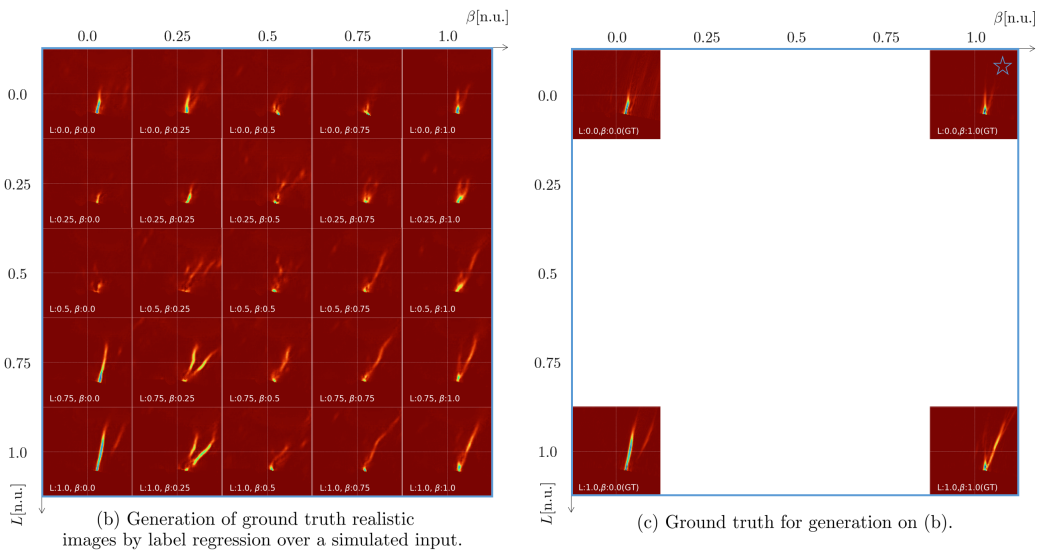 β[n.u.]
0.0 0.25 0.5 0.75 1.0
0.0
L:0.0, β:0.0 L:0.0, β:0.25 L:0.0, β:0.5 L:0.0, β:0.75 L:0.0, β:1.0
0.25
L:0.25, β:0.0 L:0.25, β:0.25 L:0.25, β:0.5 L:0.25, β:0.75 L:0.25, β:1.0
0.5
L:0.5, β:0.0 L:0.5, β:0.25 L:0.5, β:0.5 L:0.5, β:0.75 L:0.5, β:1.0
0.75
L:0.75, β:0.0 L:0.75, β:0.25 L:0.75, β:0.5 L:0.75, β:0.75 L:0.75, β:1.0
1.0
L:1.0, β:0.0 L:1.0, β:0.25 L:1.0, β:0.5 L:1.0, β:0.75 L:1.0, β:1.0
L[n.u.]
(b) Generation of ground truth realistic
images by label regression over a simulated input.
β[n.u.]
0.0 0.25 0.5 0.75 1.0
0.0
L:0.0,β:0.0(GT) L:0.0,β:1.0(GT)
0.25
0.5
0.75
1.0
L:1.0,β:0.0(GT) L:1.0,β:1.0(GT)
L[n.u.]
(c) Ground truth for generation on (b).